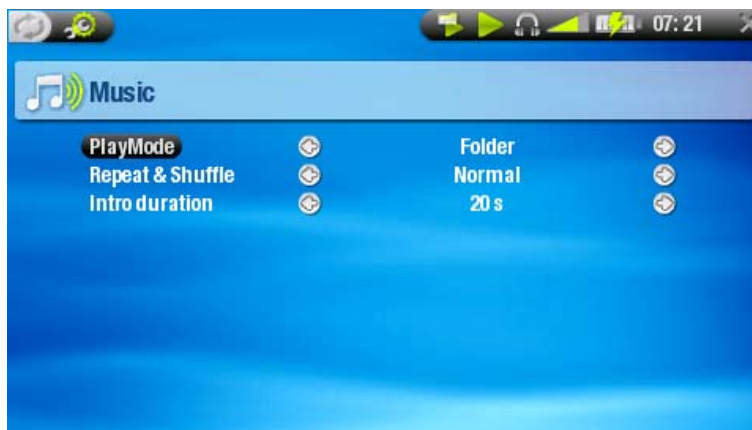 07:21
Music
PlayMode Folder
Repeat & Shuffle Normal
Intro duration 20 s